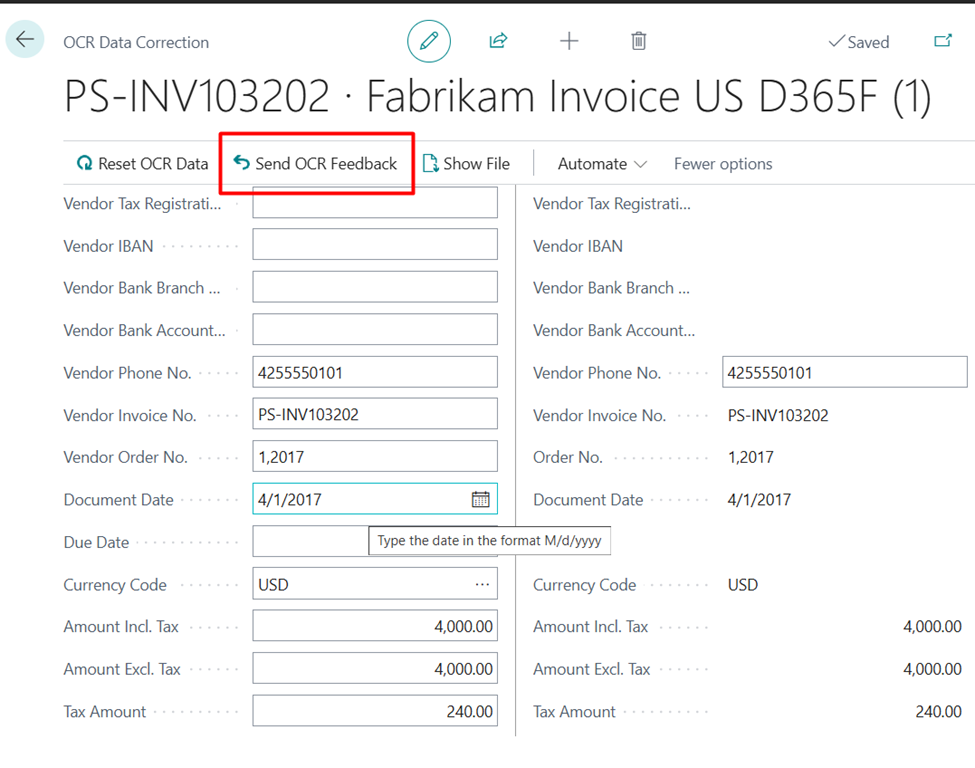 OCR Data Correction Saved
PS-INV103202 · Fabrikam Invoice US D365F (1)
Reset OCR Data Send OCR Feedback Show File Automate Fewer options
Vendor Tax Registrati... Vendor Tax Registrati...
Vendor IBAN Vendor IBAN
Vendor Bank Branch ... Vendor Bank Branch ...
Vendor Bank Account... Vendor Bank Account...
Vendor Phone No. 4255550101 Vendor Phone No. 4255550101
Vendor Invoice No. PS-INV103202 Vendor Invoice No. PS-INV103202
Vendor Order No. 1,2017 Order No. 1,2017
Document Date 4/1/2017 Document Date 4/1/2017
Due Date Type the date in the format M/d/yyyy
Currency Code USD ... Currency Code USD
Amount Incl. Tax 4,000.00 Amount Incl. Tax 4,000.00
Amount Excl. Tax 4,000.00 Amount Excl. Tax 4,000.00
Tax Amount 240.00 Tax Amount 240.00